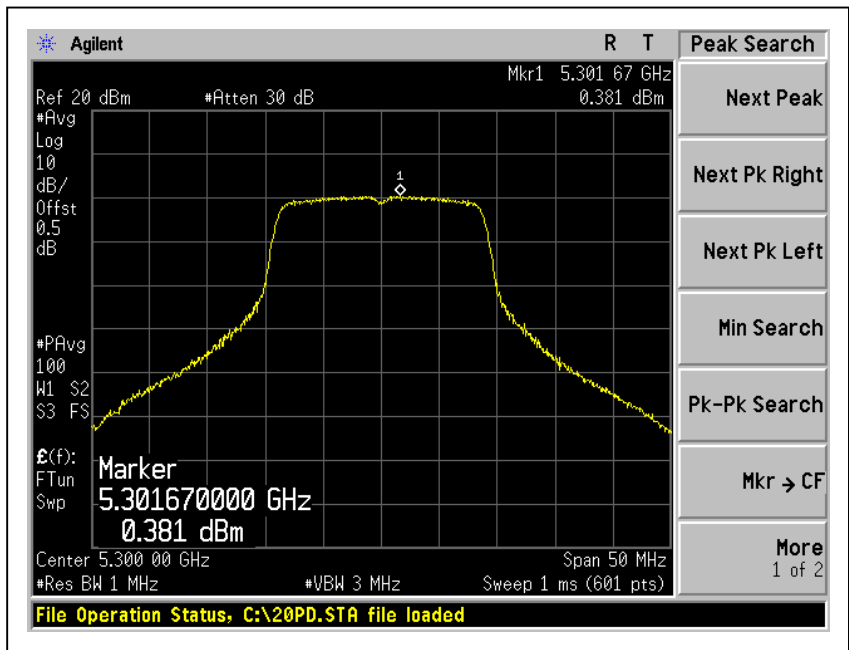 Agilent R T Peak Search
Mkr1 5.301 67 GHz
Ref 20 dBm #Atten 30 dB 0.381 dBm
#Avg
Log
10
dB/
Offst
0.5
dB
1
#PAvg
100
W1 S2
S3 FS
£(f):
FTun
Swp
Marker
5.301670000 GHz
0.381 dBm
Center 5.300 00 GHz Span 50 MHz
#Res BW 1 MHz #VBW 3 MHz Sweep 1 ms (601 pts)
File Operation Status, C:\20PD.STA file loaded
Next Peak
Next Pk Right
Next Pk Left
Min Search
Pk-Pk Search
Mkr → CF
More
1 of 2